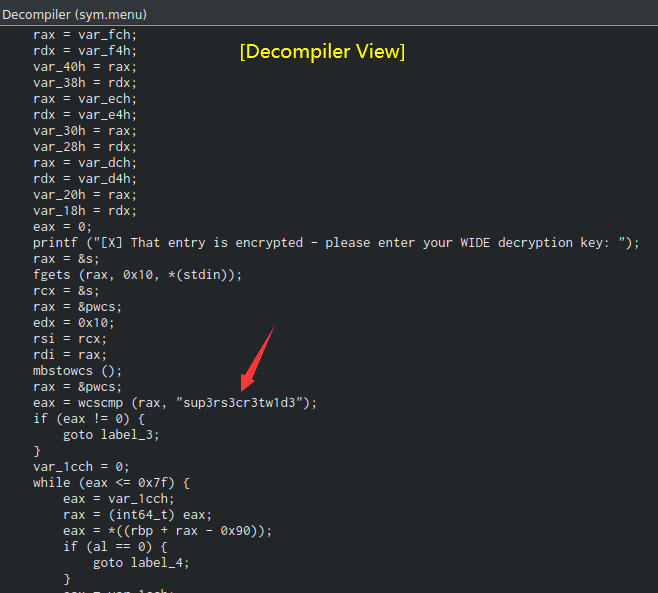 Decompiler (sym.menu)
rax = var_fch;
[Decompiler View]
rdx = var_f4h;
var_40h = rax;
var_38h = rdx;
rax = var_ech;
rdx = var_e4h;
var_30h = rax;
var_28h = rdx;
rax = var_dch;
rdx = var_d4h;
var_20h = rax;
var_18h = rdx;
eax = 0;
printf ("[X] That entry is encrypted - please enter your WIDE decryption key: ");
rax = &s;
fgets (rax, 0x10, *(stdin));
rcx = &s;
rax = &pwcs;
edx = 0x10;
rsi = rcx;
rdi = rax;
mbstowcs ();
rax = &pwcs;
eax = wcscmp (rax, "sup3rs3cr3tw1d3");
if (eax != 0) {
goto label_3;
}
var_1cch = 0;
while (eax <= 0x7f) {
eax = var_1cch;
rax = (int64_t) eax;
eax = *((rbp + rax - 0x90));
if (al == 0) {
goto label_4;
}